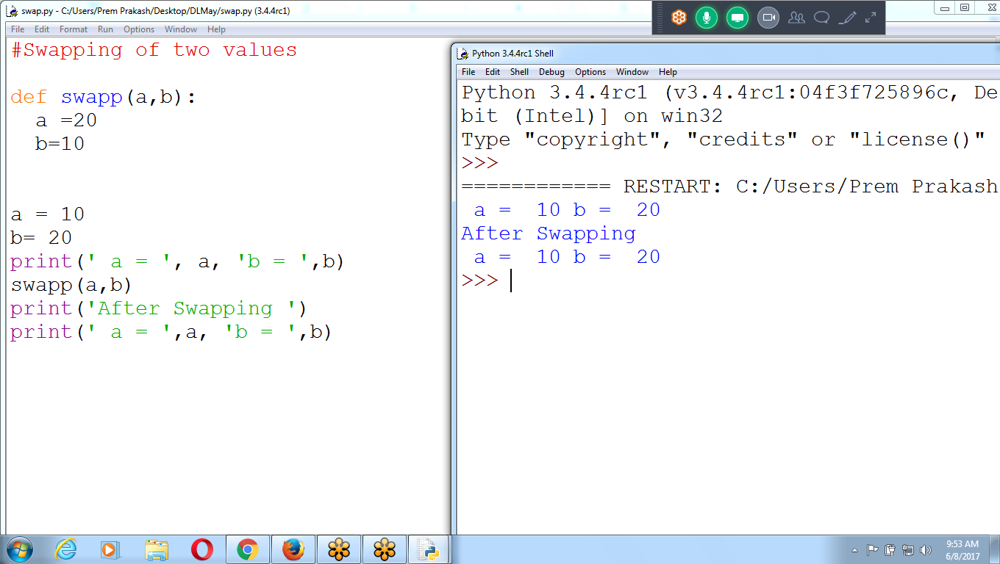 swap.py - C:/Users/Prem Prakash/Desktop/DLMay/swap.py (3.4.4rc1)
File Edit Format Run Options Window Help
#Swapping of two values
def swapp(a,b):
  a =20
  b=10
a = 10
b= 20
print(' a = ', a, 'b = ',b)
swapp(a,b)
print('After Swapping ')
print(' a = ',a, 'b = ',b)
Python 3.4.4rc1 Shell
File Edit Shell Debug Options Window Help
Python 3.4.4rc1 (v3.4.4rc1:04f3f725896c, De
bit (Intel)] on win32
Type "copyright", "credits" or "license()"
>>>
============ RESTART: C:/Users/Prem Prakash
 a =  10 b =  20
After Swapping
 a =  10 b =  20
>>>
9:53 AM
6/8/2017